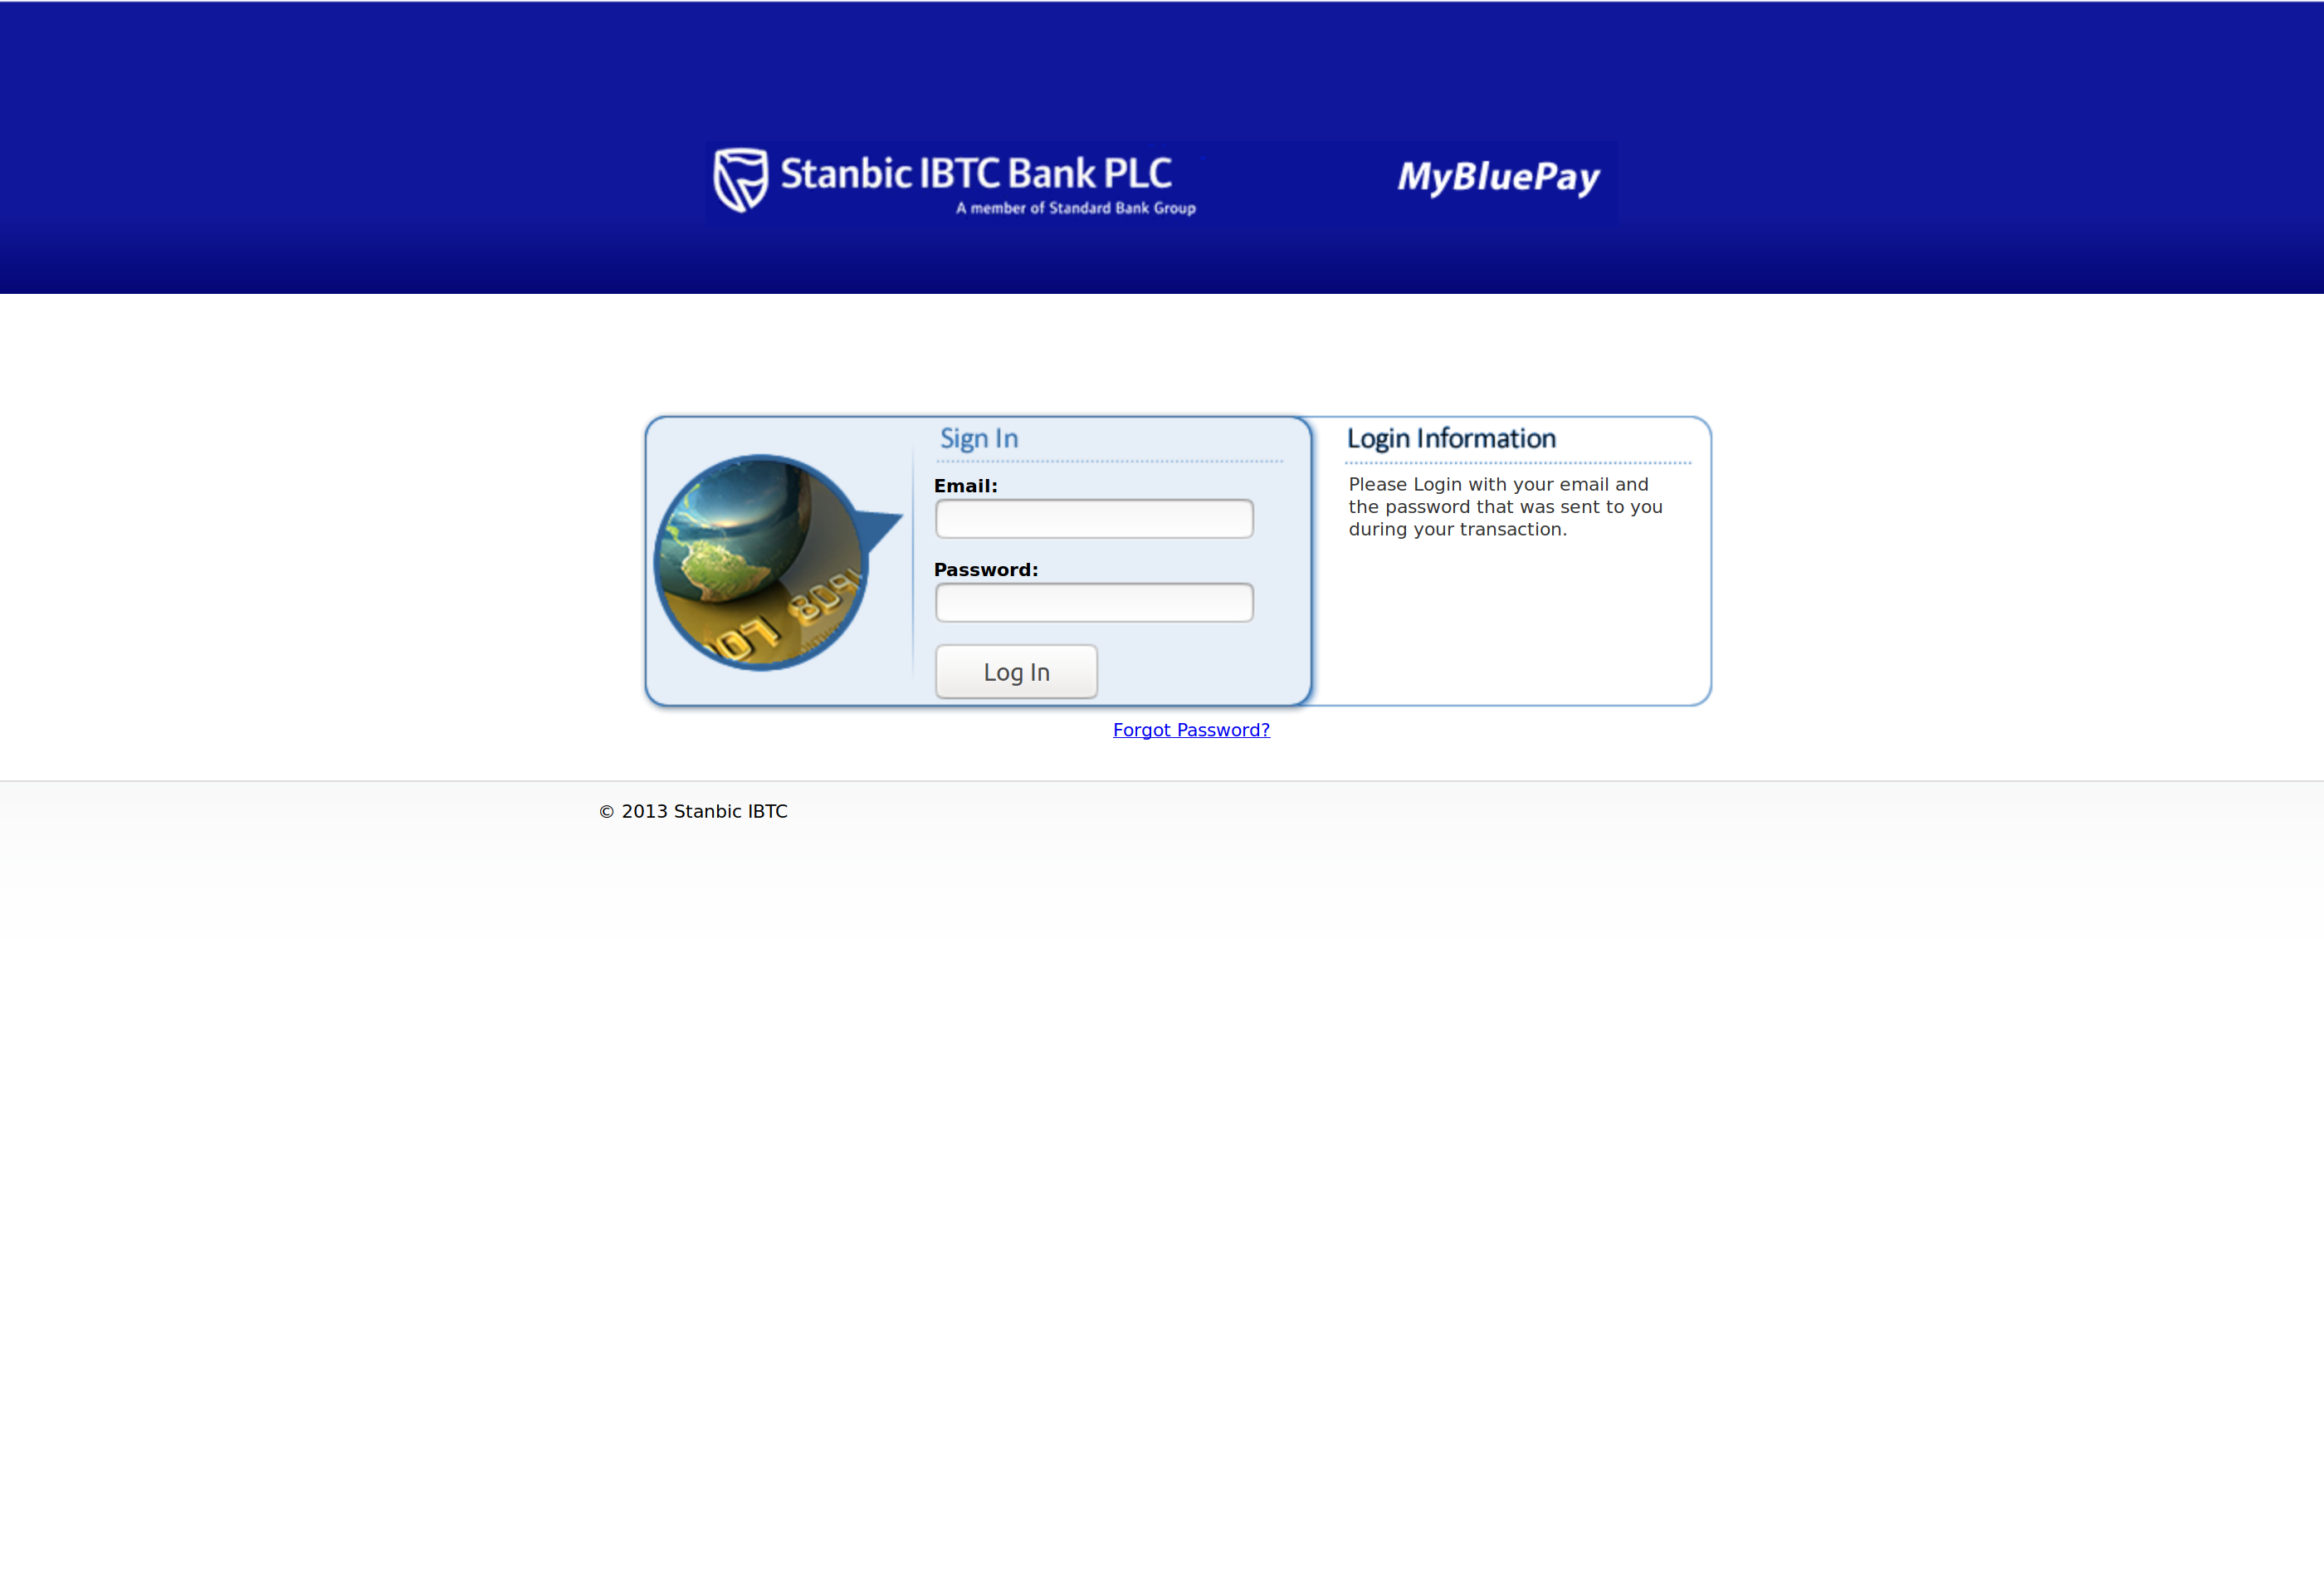 Stanbic IBTC Bank PLC
A member of Standard Bank Group
MyBluePay
Sign In
Email:
Password:
Log In
Login Information
Please Login with your email and
the password that was sent to you
during your transaction.
Forgot Password?
© 2013 Stanbic IBTC